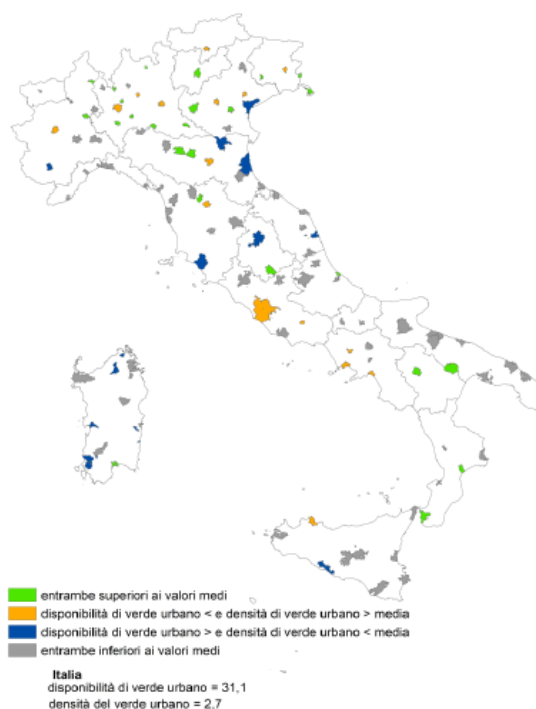 entrambe superiori ai valori medi
disponibilità di verde urbano < e densità di verde urbano > media
disponibilità di verde urbano > e densità di verde urbano < media
entrambe inferiori ai valori medi
Italia
disponibilità di verde urbano = 31,1
densità del verde urbano = 2,7